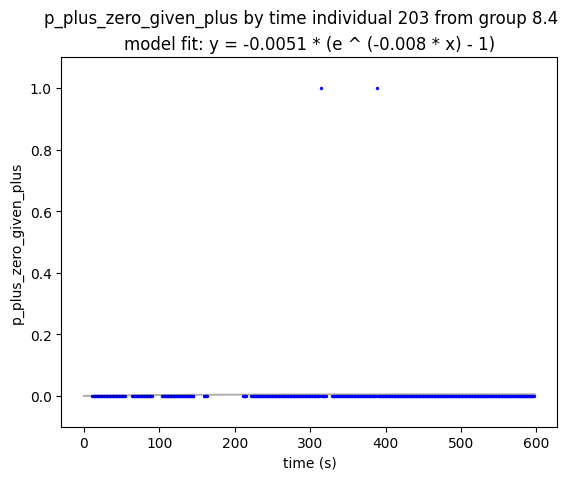 p_plus_zero_given_plus by time individual 203 from group 8.4
model fit: y = -0.0051 * (e ^ (-0.008 * x) - 1)
p_plus_zero_given_plus
1.0
0.8
0.6
0.4
0.2
0.0
0 100 200 300 400 500 600
time (s)